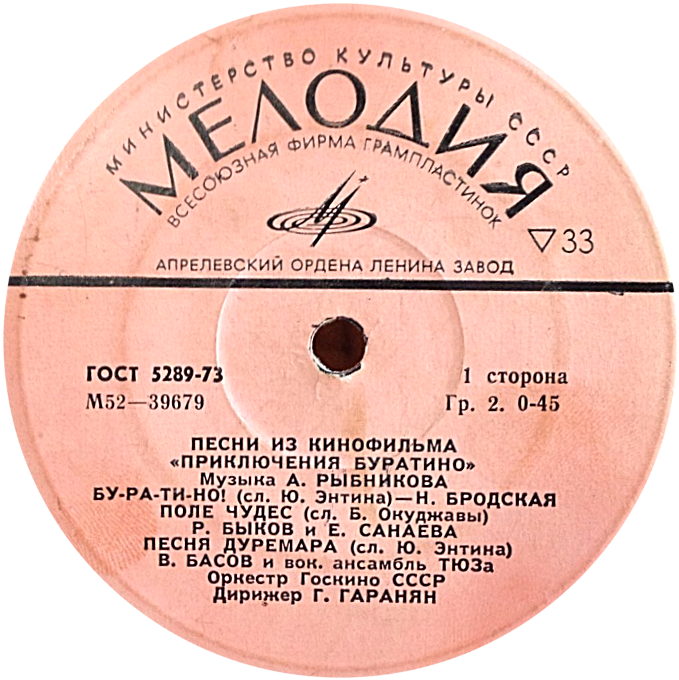 МИНИСТЕРСТВО КУЛЬТУРЫ СССР
МЕЛОДИЯ
ВСЕСОЮЗНАЯ ФИРМА ГРАМПЛАСТИНОК
▽33
АПРЕЛЕВСКИЙ ОРДЕНА ЛЕНИНА ЗАВОД
ГОСТ 5289-73
1 сторона
М52—39679
Гр. 2. 0-45
ПЕСНИ ИЗ КИНОФИЛЬМА
«ПРИКЛЮЧЕНИЯ БУРАТИНО»
Музыка А. РЫБНИКОВА
БУ-РА-ТИ-НО! (сл. Ю. Энтина)—Н. БРОДСКАЯ
ПОЛЕ ЧУДЕС (сл. Б. Окуджавы)
Р. БЫКОВ и Е. САНАЕВА
ПЕСНЯ ДУРЕМАРА (сл. Ю. Энтина)
В. БАСОВ и вок. ансамбль ТЮЗа
Оркестр Госкино СССР
Дирижер Г. ГАРАНЯН